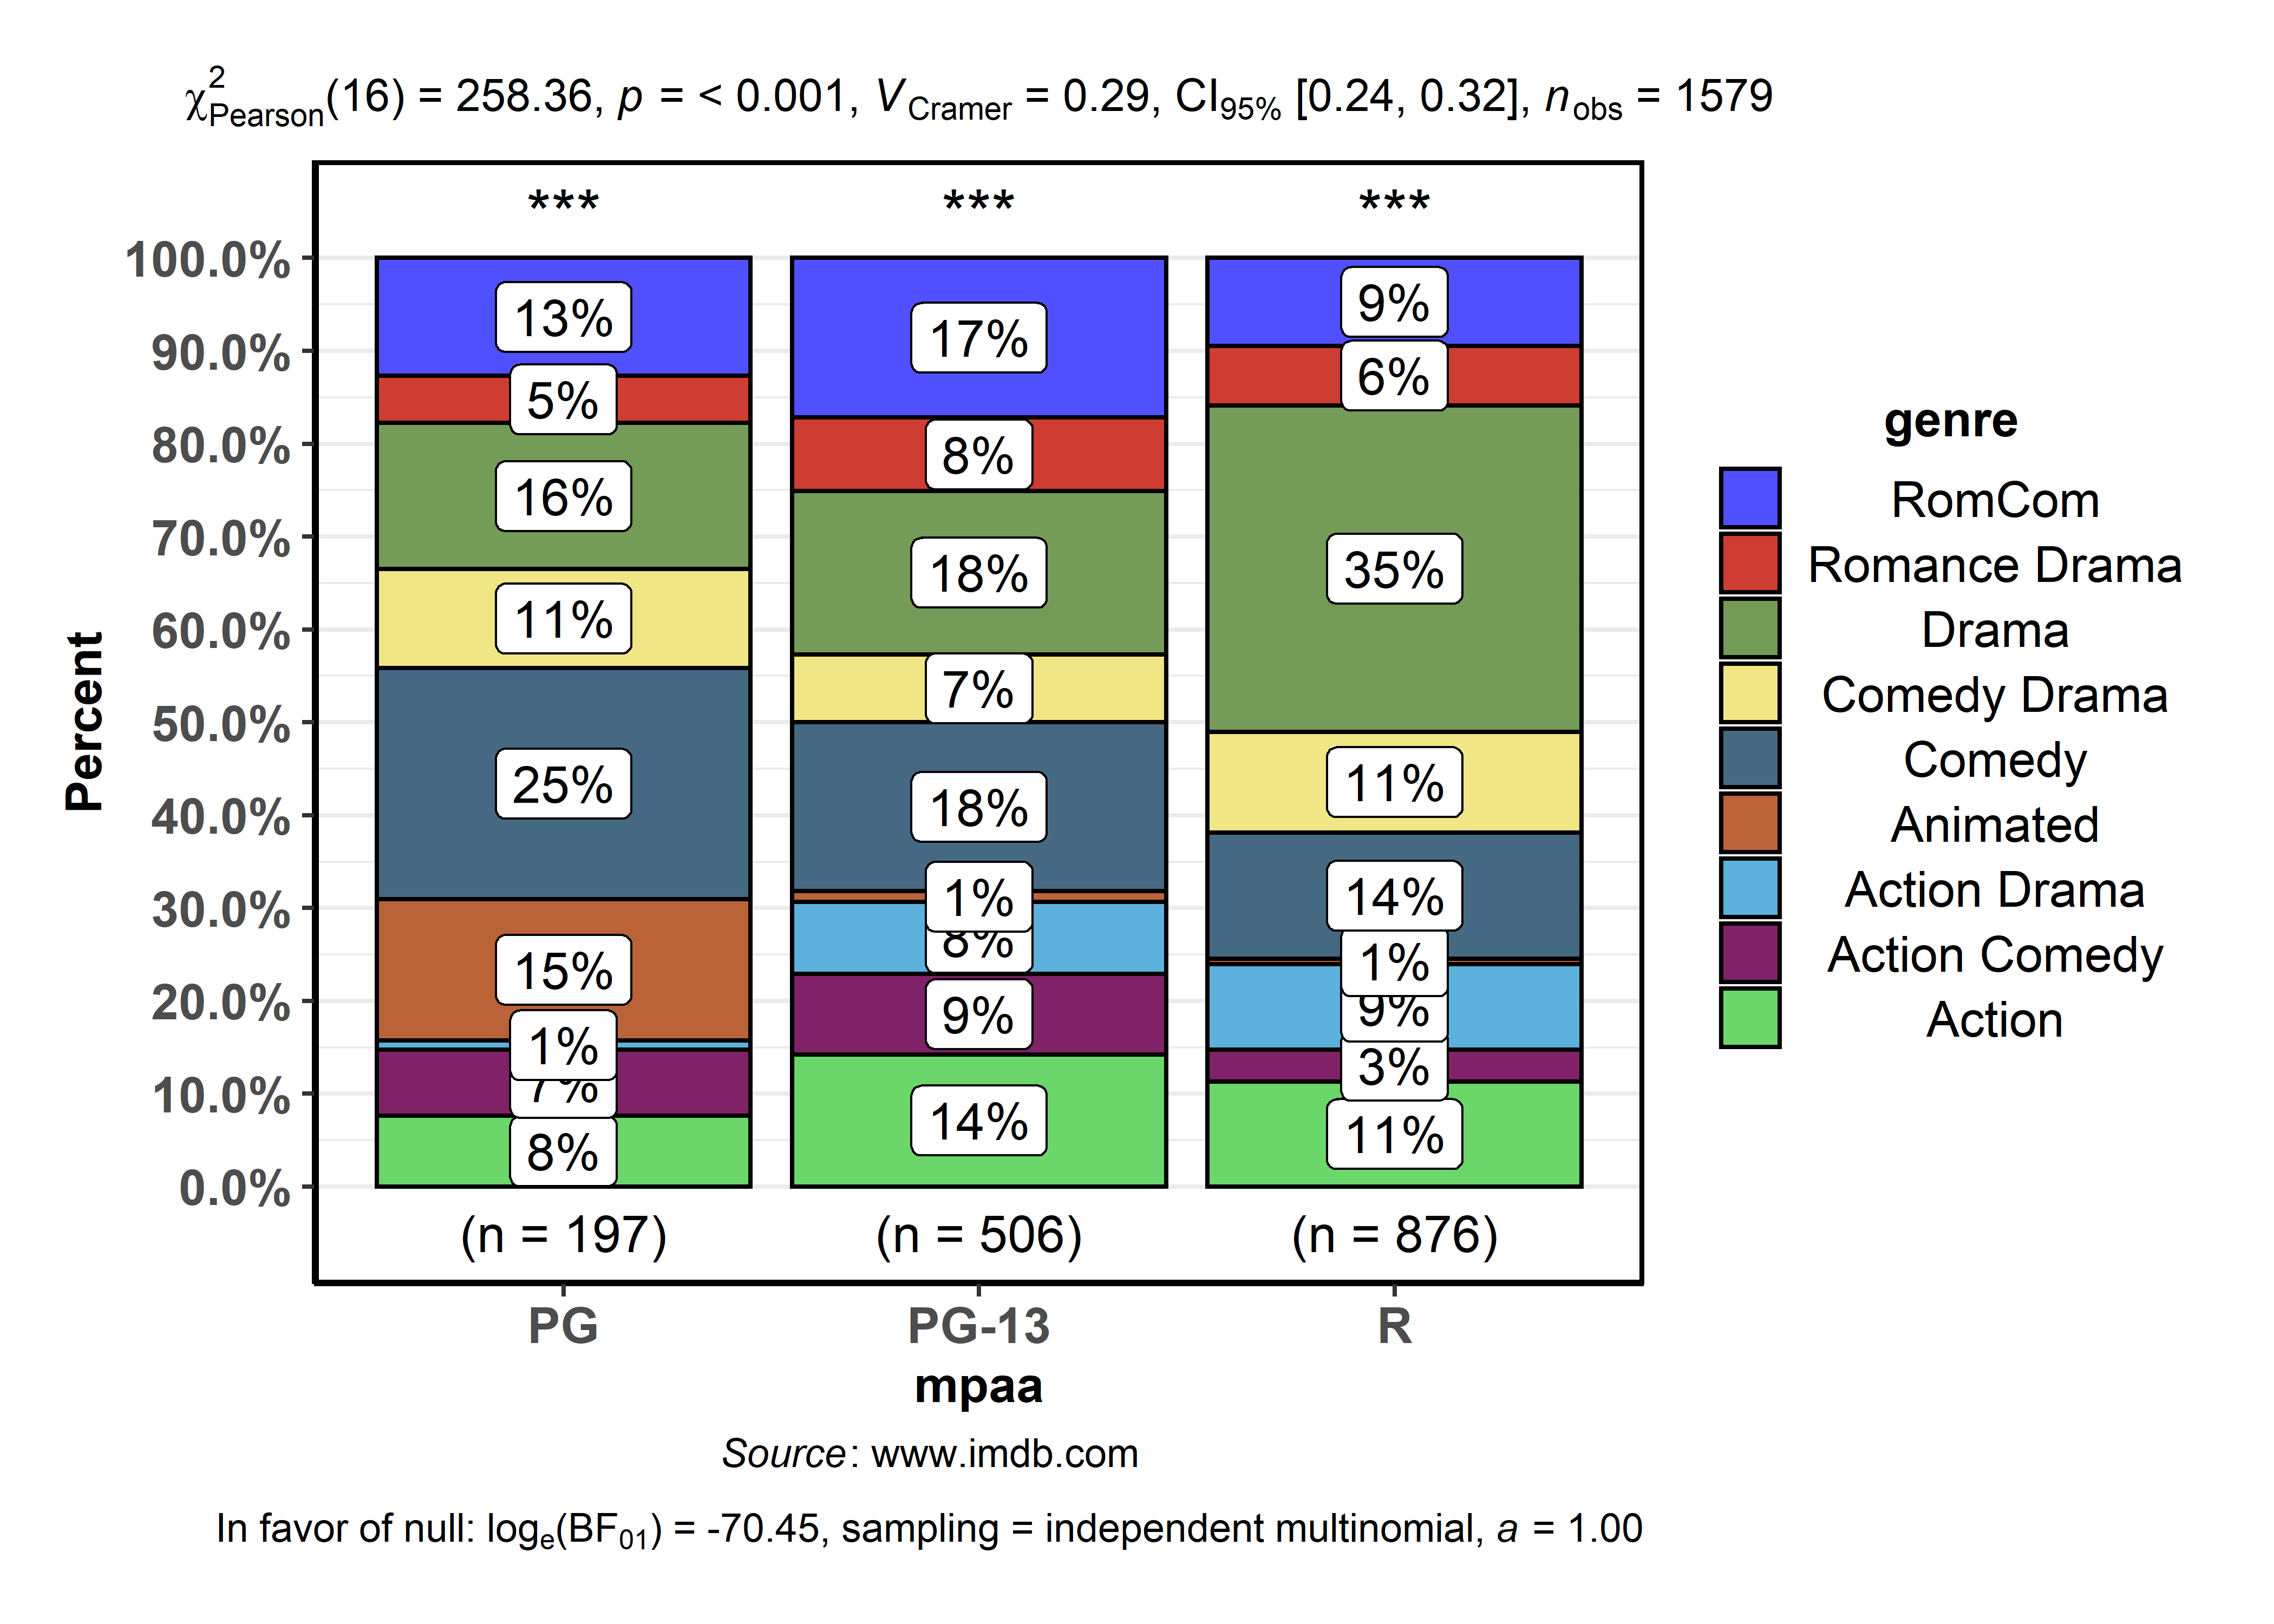 χ²Pearson(16) = 258.36, p = < 0.001, VCramer = 0.29, CI95% [0.24, 0.32], nobs = 1579
*** *** ***
100.0%
90.0%
80.0%
70.0%
60.0%
50.0%
40.0%
30.0%
20.0%
10.0%
0.0%
Percent
13%
5%
16%
11%
25%
15%
1%
7%
8%
(n = 197)
17%
8%
18%
7%
18%
1%
8%
9%
14%
(n = 506)
9%
6%
35%
11%
14%
1%
9%
3%
11%
(n = 876)
PG PG-13 R
mpaa
genre
RomCom
Romance Drama
Drama
Comedy Drama
Comedy
Animated
Action Drama
Action Comedy
Action
Source: www.imdb.com
In favor of null: loge(BF01) = -70.45, sampling = independent multinomial, a = 1.00